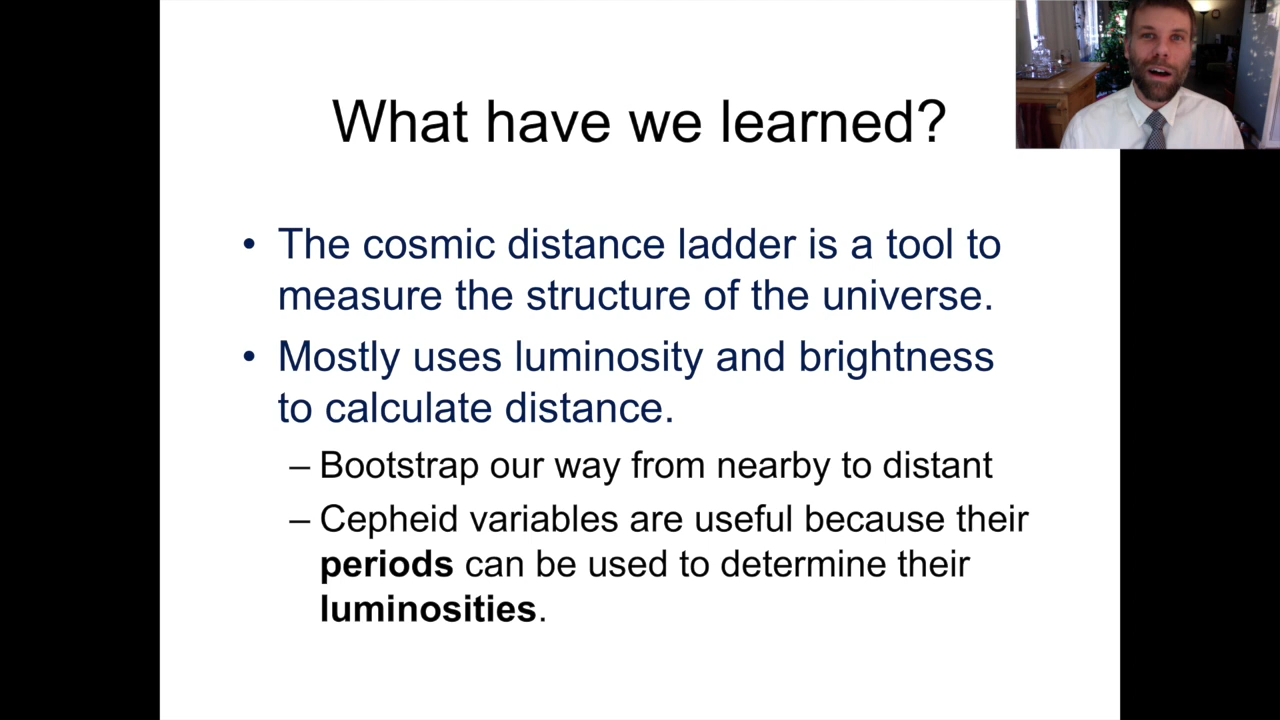 What have we learned?
• The cosmic distance ladder is a tool to
measure the structure of the universe.
• Mostly uses luminosity and brightness
to calculate distance.
– Bootstrap our way from nearby to distant
– Cepheid variables are useful because their
periods can be used to determine their
luminosities.